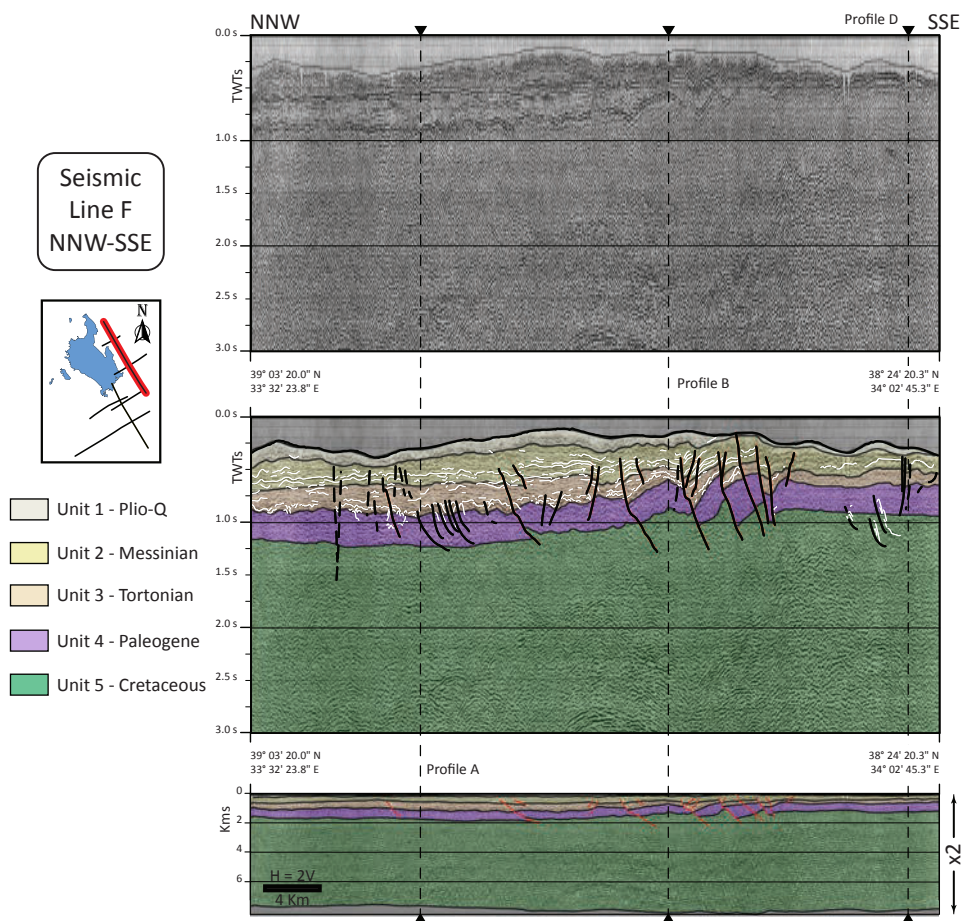 NNW
Profile D
SSE
0.0 s
TWTs
1.0 s
1.5 s
2.0 s
2.5 s
3.0 s
Seismic
Line F
NNW-SSE
N
39° 03' 20.0" N
33° 32' 23.8" E
Profile B
38° 24' 20.3" N
34° 02' 45.3" E
0.0 s
TWTs
1.0 s
1.5 s
2.0 s
2.5 s
3.0 s
Unit 1 - Plio-Q
Unit 2 - Messinian
Unit 3 - Tortonian
Unit 4 - Paleogene
Unit 5 - Cretaceous
39° 03' 20.0" N
33° 32' 23.8" E
Profile A
38° 24' 20.3" N
34° 02' 45.3" E
0
Kms
2
4
6
H = 2V
4 Km
x2